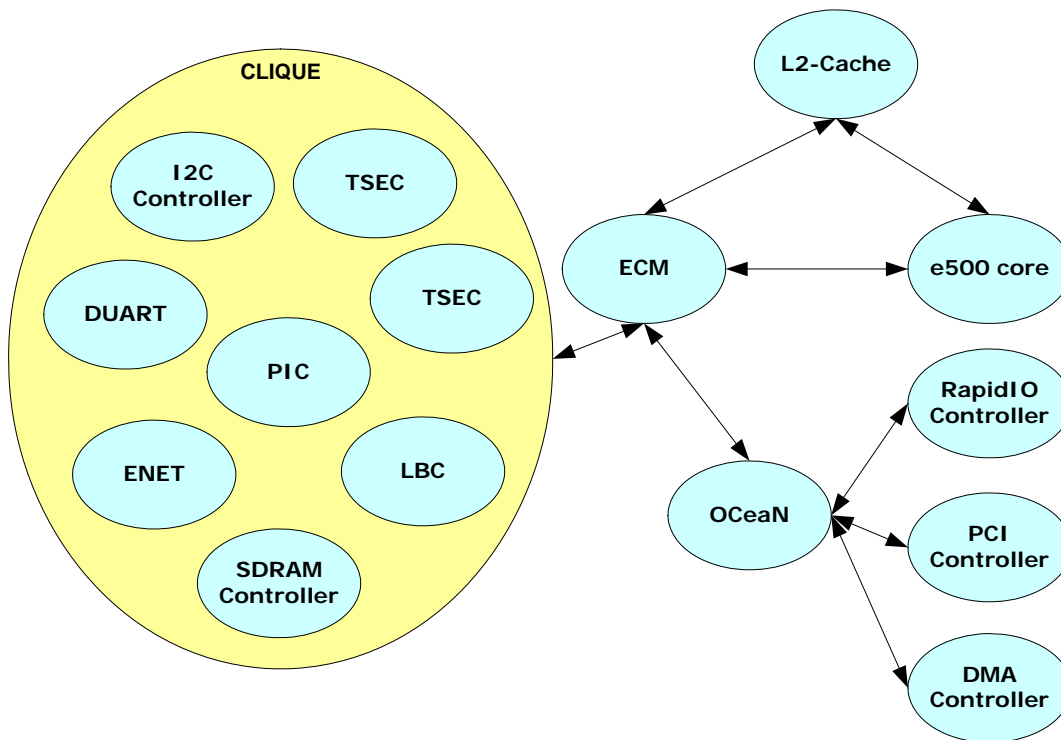 CLIQUE
I2C
Controller
TSEC
DUART
TSEC
PIC
ENET
LBC
SDRAM
Controller
L2-Cache
ECM
e500 core
RapidIO
Controller
OCeaN
PCI
Controller
DMA
Controller